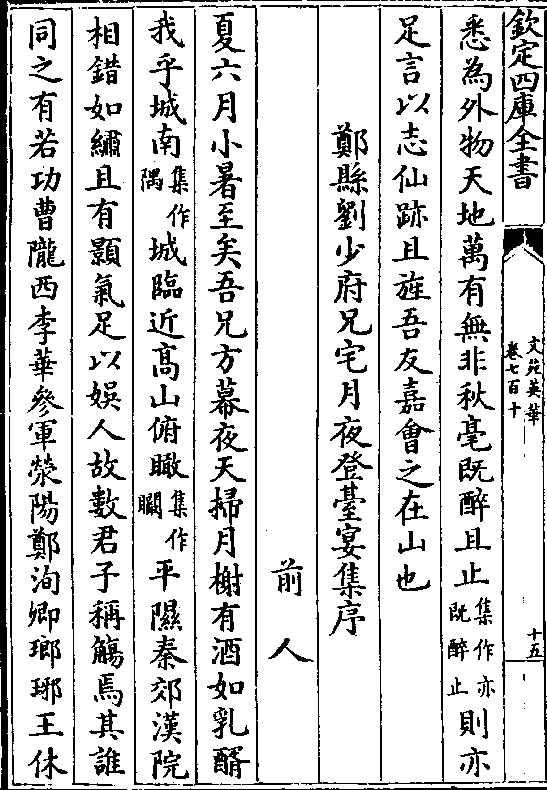 欽定四庫全書
文苑英華
卷七百十
十五
悉為外物天地萬有無非秋毫既醉且止集作亦既醉止則亦
足言以志仙跡且旌吾友嘉會之在山也
鄭縣劉少府兄宅月夜登臺宴集序
前人
夏六月小暑至矣吾兄方幕夜天掃月榭有酒如乳醑
我乎城南集作隅城臨近髙山俯瞰集作瞯平隰秦郊漢院
相錯如繡且有顥氣足以娛人故數君子稱觴焉其誰
同之有若功曹隴西李華參軍滎陽鄭洵卿瑯琊王休